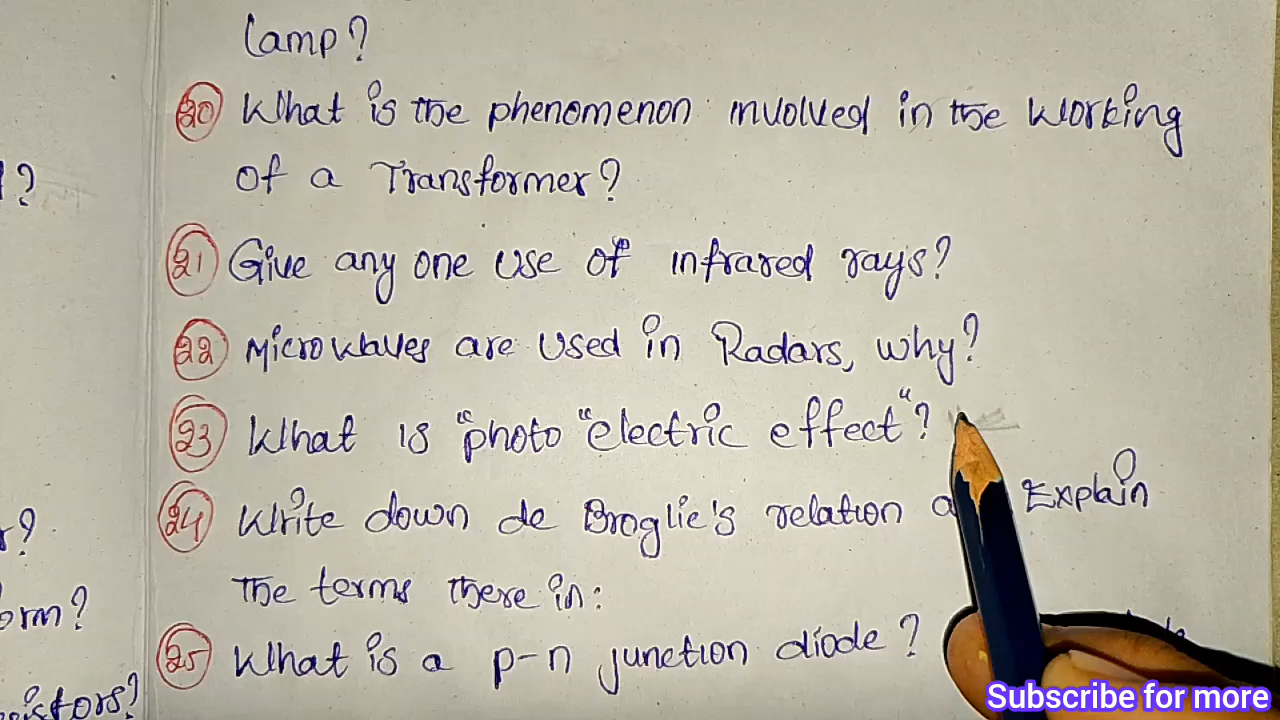 Lamp?
20 What is the phenomenon involved in the working
of a Transformer?
21 Give any one use of infrared rays?
22 Microwaves are used in Radars, why?
23 What is "photo "electric effect"?
24 Write down de Broglie's relation a Explain
the terms there in:
25 What is a p-n junction diode?
?
r?
orm?
istors?
Subscribe for more